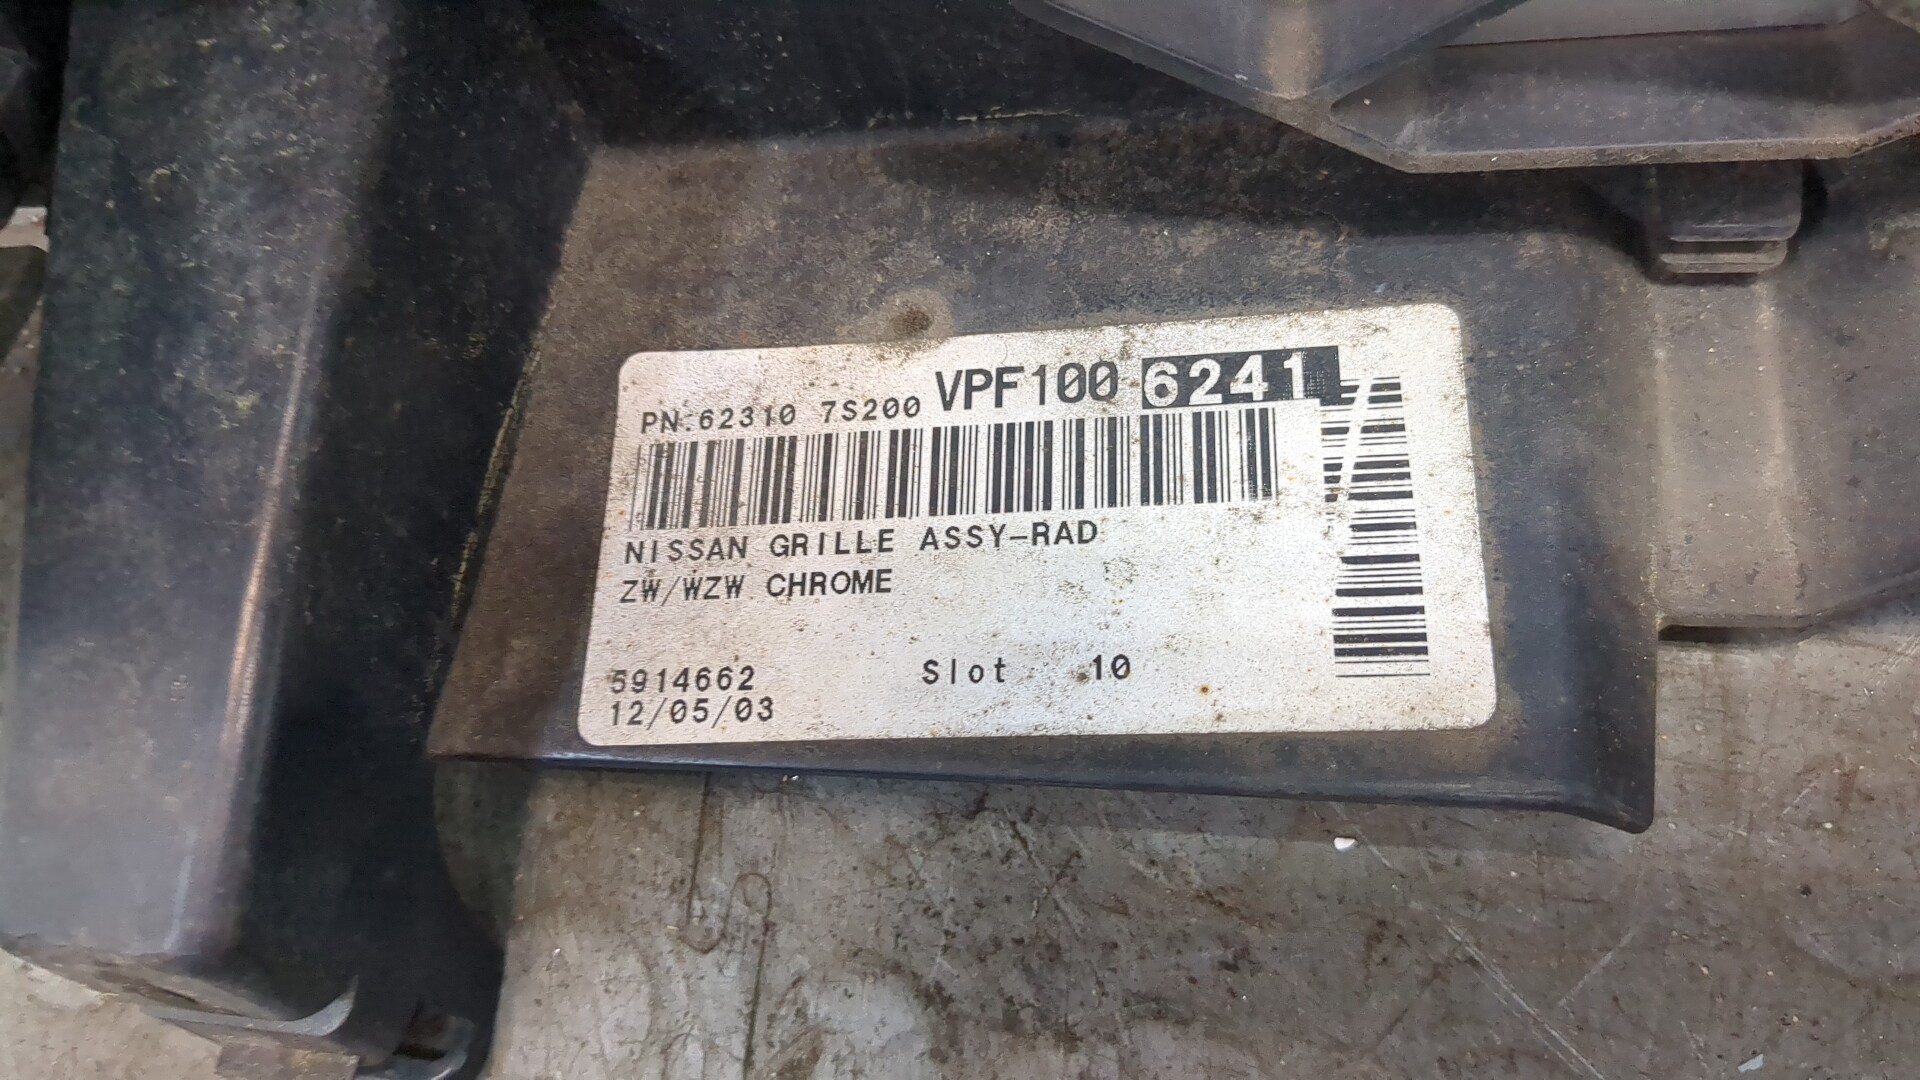 PN:62310 7S200 VPF100 6241
NISSAN GRILLE ASSY-RAD
ZW/WZW CHROME
5914662 Slot 10
12/05/03